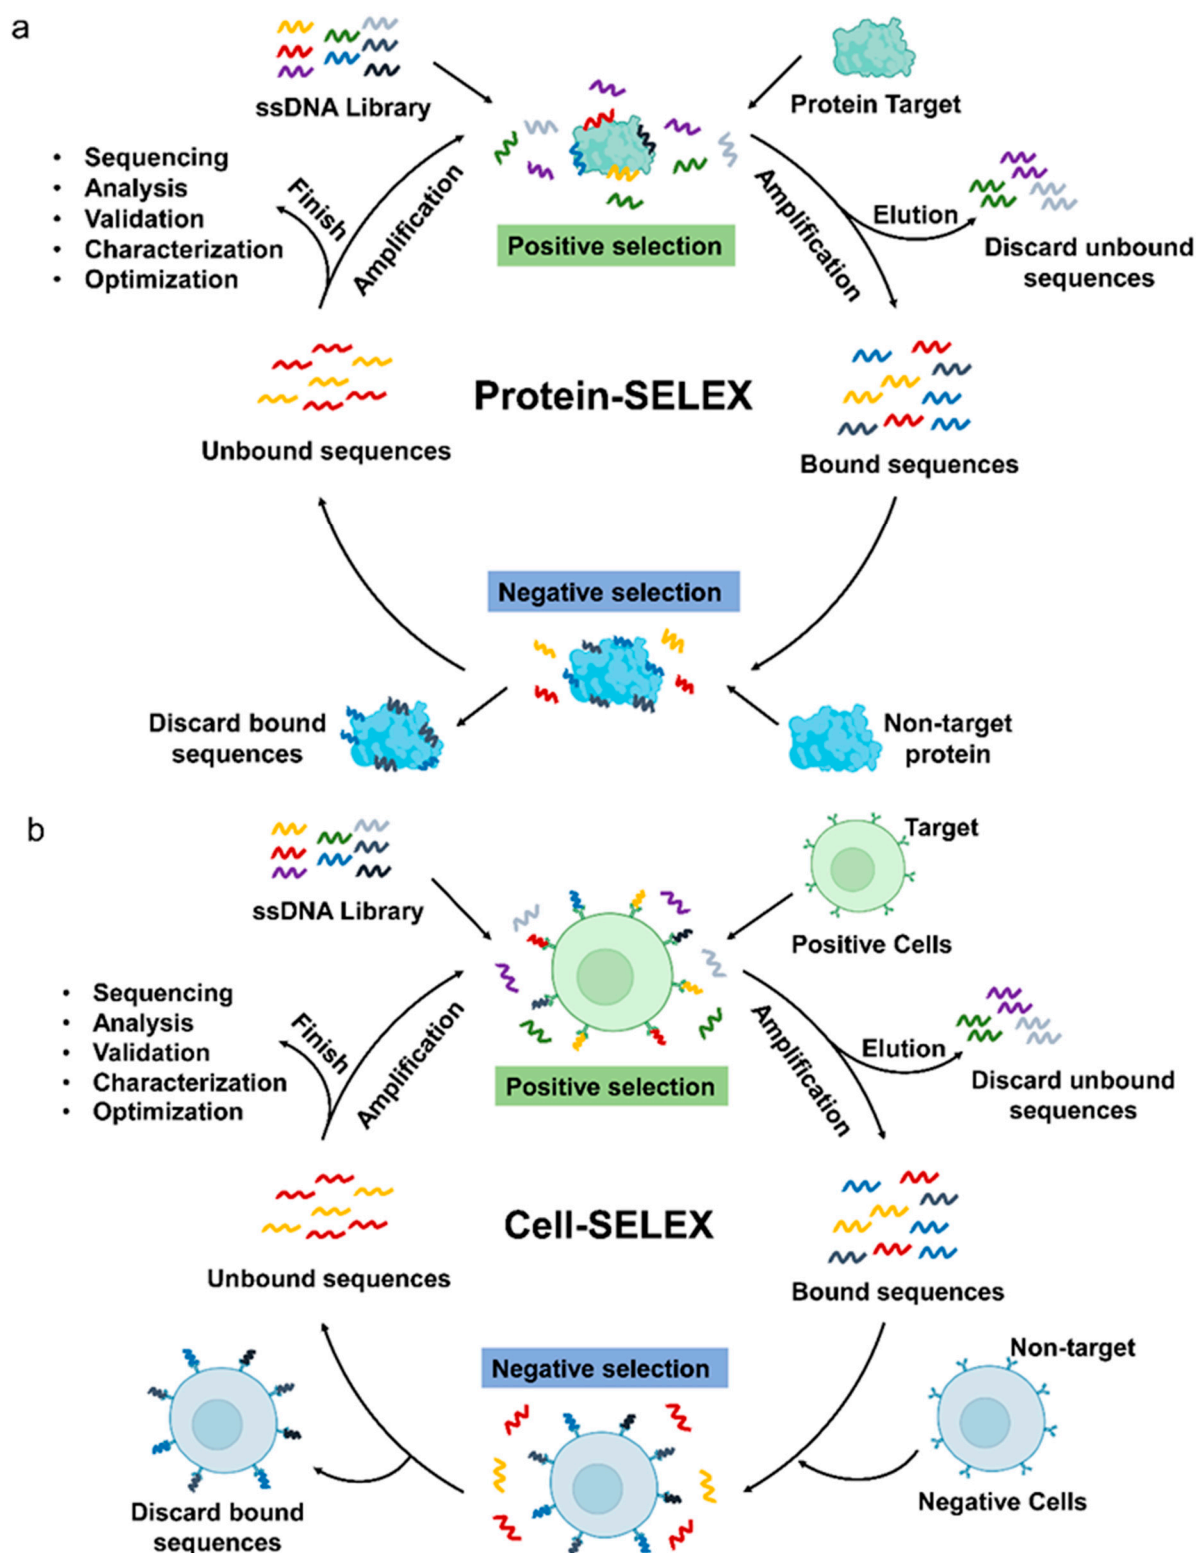 a
ssDNA Library
Protein Target
• Sequencing
• Analysis
• Validation
• Characterization
• Optimization
Finish
Amplification
Positive selection
Amplification
Elution
Discard unbound
sequences
Protein-SELEX
Unbound sequences
Bound sequences
Negative selection
Discard bound
sequences
Non-target
protein
b
ssDNA Library
Target
Positive Cells
• Sequencing
• Analysis
• Validation
• Characterization
• Optimization
Finish
Amplification
Positive selection
Amplification
Elution
Discard unbound
sequences
Cell-SELEX
Unbound sequences
Bound sequences
Negative selection
Non-target
Negative Cells
Discard bound
sequences